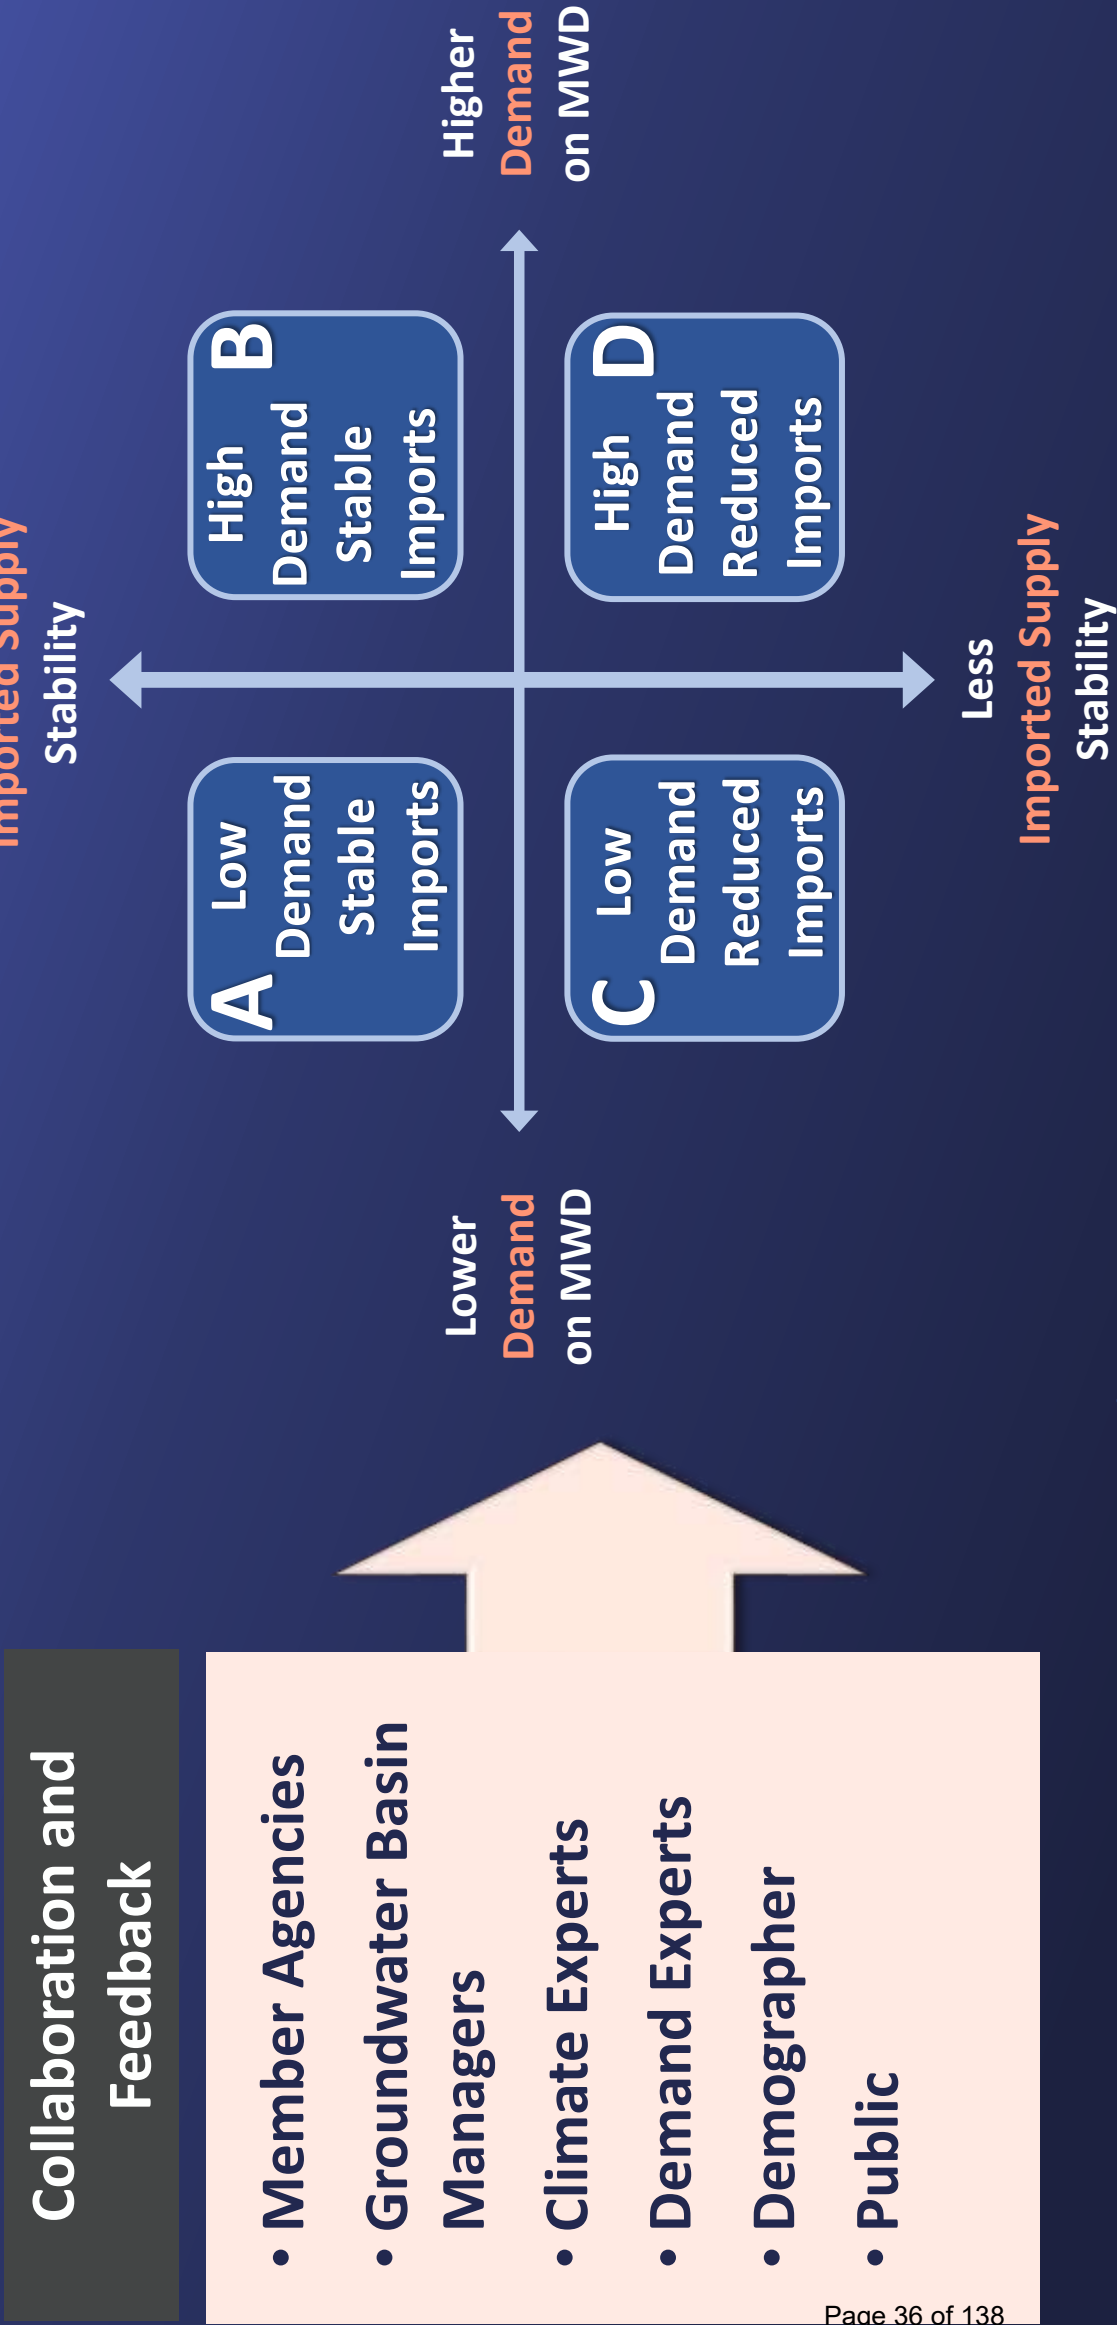 Collaboration and
Feedback
• Member Agencies
• Groundwater Basin
Managers
• Climate Experts
• Demand Experts
• Demographer
• Public
Imported Supply
Stability
Lower
Demand
on MWD
A
Low
Demand
Stable
Imports
B
High
Demand
Stable
Imports
C
Low
Demand
Reduced
Imports
D
High
Demand
Reduced
Imports
Higher
Demand
on MWD
Less
Imported Supply
Stability
Page 36 of 138